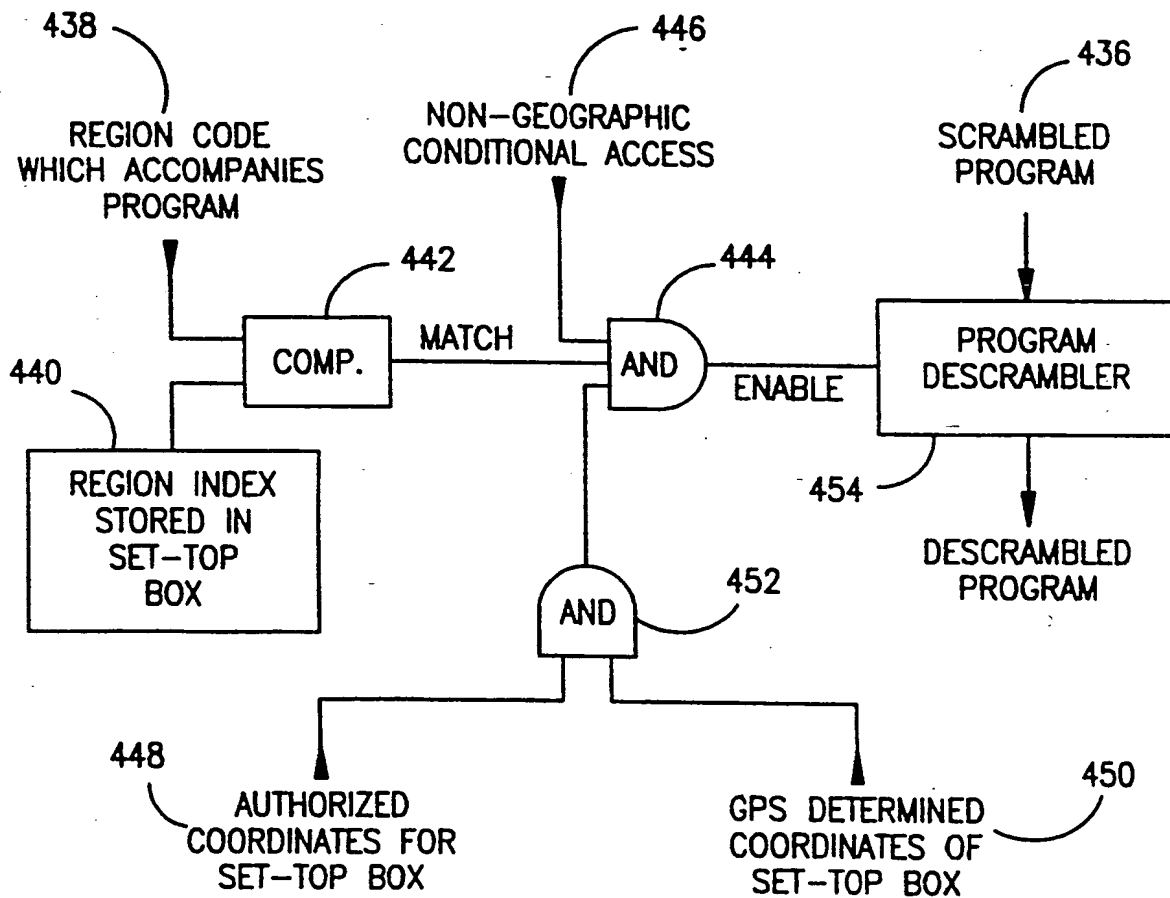 438
REGION CODE
WHICH ACCOMPANIES
PROGRAM
446
NON-GEOGRAPHIC
CONDITIONAL ACCESS
436
SCRAMBLED
PROGRAM
442
COMP.
MATCH
444
AND
ENABLE
PROGRAM
DESCRAMBLER
454
DESCRAMBLED
PROGRAM
440
REGION INDEX
STORED IN
SET-TOP
BOX
AND
452
448
AUTHORIZED
COORDINATES FOR
SET-TOP BOX
450
GPS DETERMINED
COORDINATES OF
SET-TOP BOX